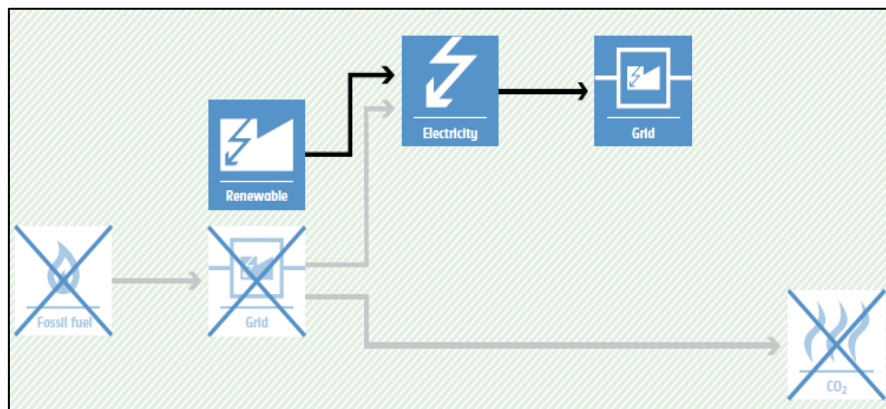 Electricity
Grid
Renewable
Fossil fuel
Grid
CO₂